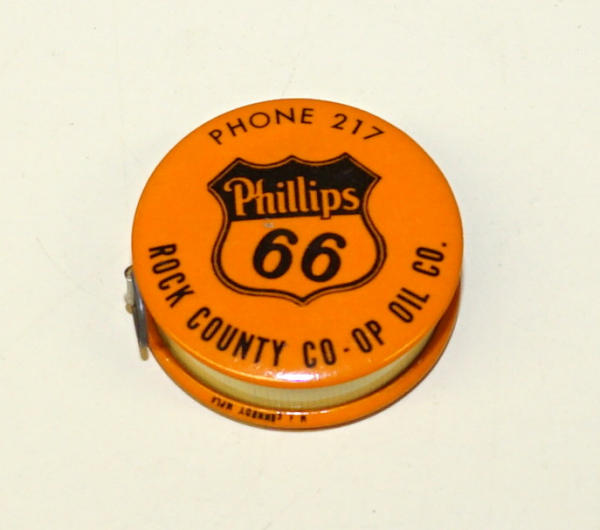 PHONE 217
Phillips
66
ROCK COUNTY CO-OP OIL CO.